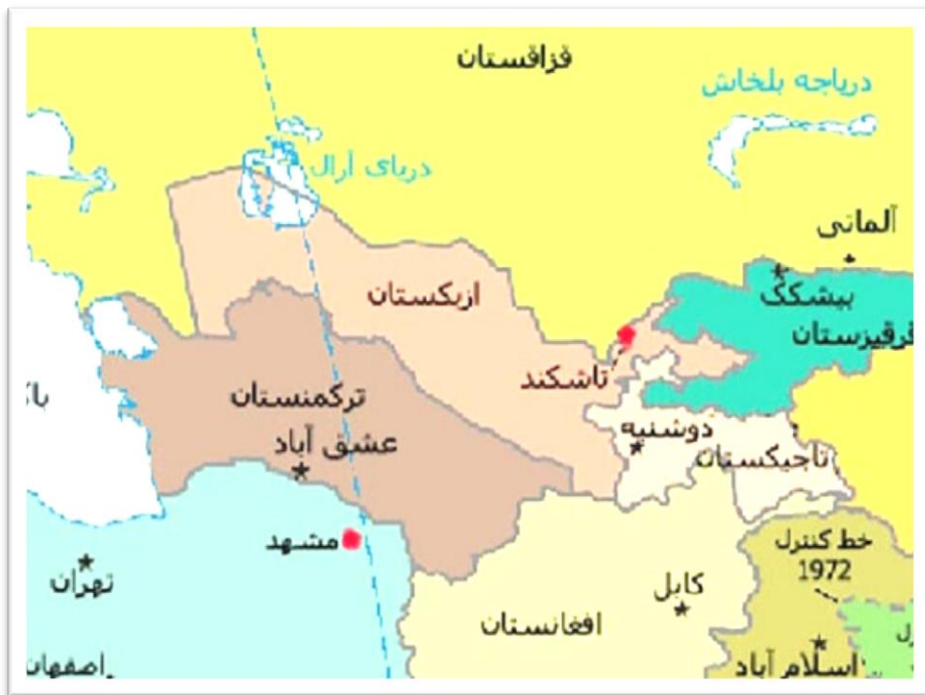 قزاقستان
دریاچه بلخاش
دریای آرال
آلماتی
بیشکک
قرقیزستان
ازبکستان
تاشکند
ترکمنستان
عشق آباد
دوشنبه
تاجیکستان
مشهد
تهران
خط کنترل
1972
کابل
افغانستان
اسلام آباد
اصفهان